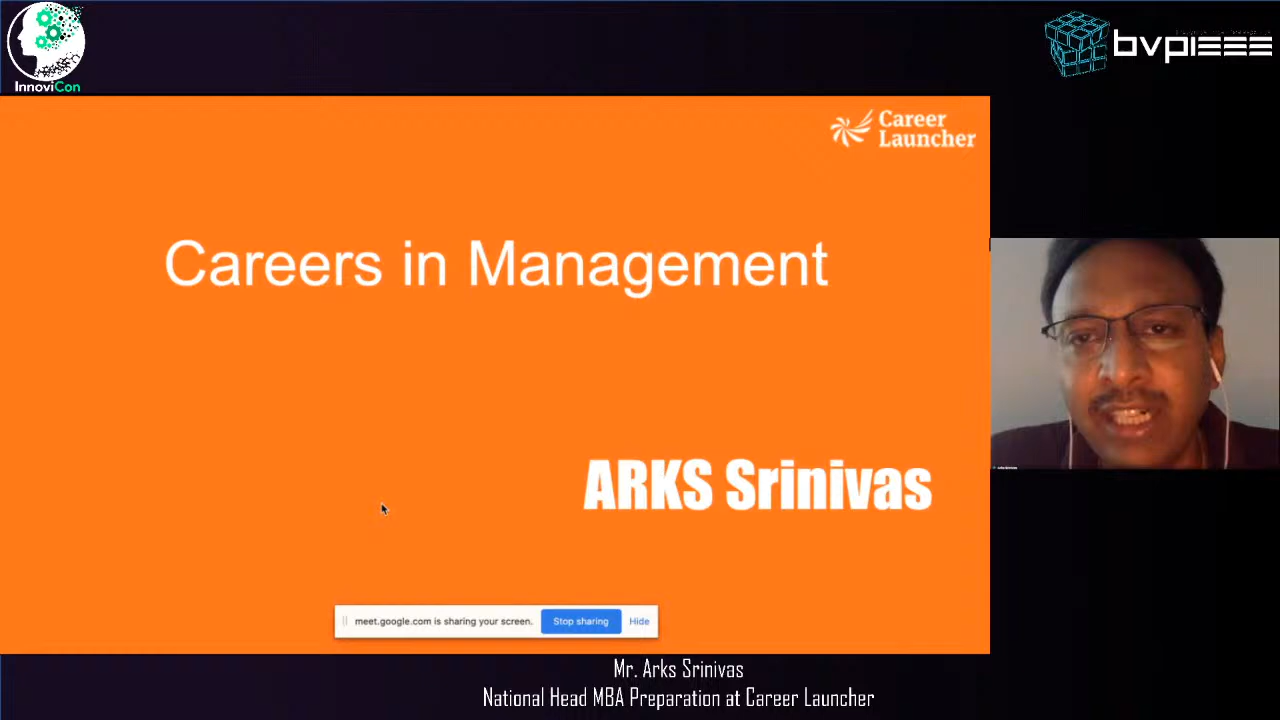 InnoviCon
bvpieee
Career
Launcher
Careers in Management
ARKS Srinivas
meet.google.com is sharing your screen.
Stop sharing
Hide
Mr. Arks Srinivas
National Head MBA Preparation at Career Launcher